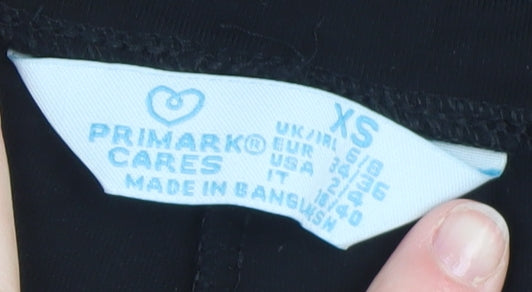 XS
PRIMARK®
CARES
UK/IRL 6/8
EUR 34/36
USA 2-4
IT 38/40
MADE IN BANGLADESH